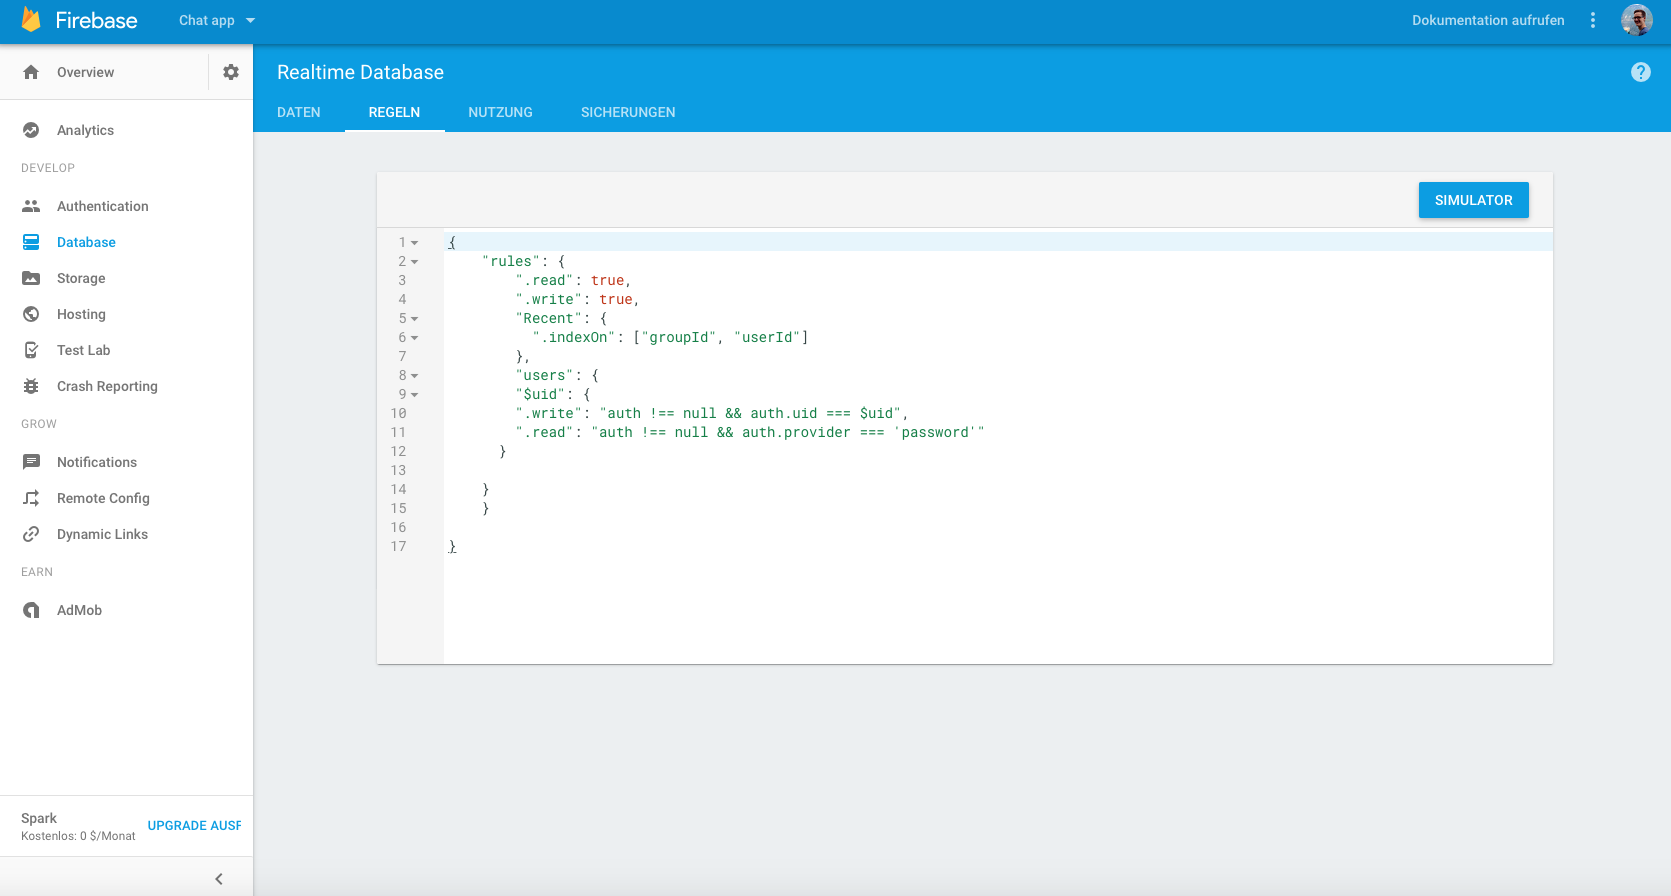 Firebase
Chat app
Dokumentation aufrufen
Overview
Realtime Database
?
DATEN REGELN NUTZUNG SICHERUNGEN
Analytics
DEVELOP
Authentication
Database
Storage
Hosting
Test Lab
Crash Reporting
GROW
Notifications
Remote Config
Dynamic Links
EARN
AdMob
Spark
Kostenlos: 0 $/Monat
UPGRADE AUSF
SIMULATOR
1 {
2 "rules": {
3 ".read": true,
4 ".write": true,
5 "Recent": {
6 ".indexOn": ["groupId", "userId"]
7 },
8 "users": {
9 "$uid": {
10 ".write": "auth !== null && auth.uid === $uid",
11 ".read": "auth !== null && auth.provider === 'password'"
12 }
13
14 }
15 }
16
17 }